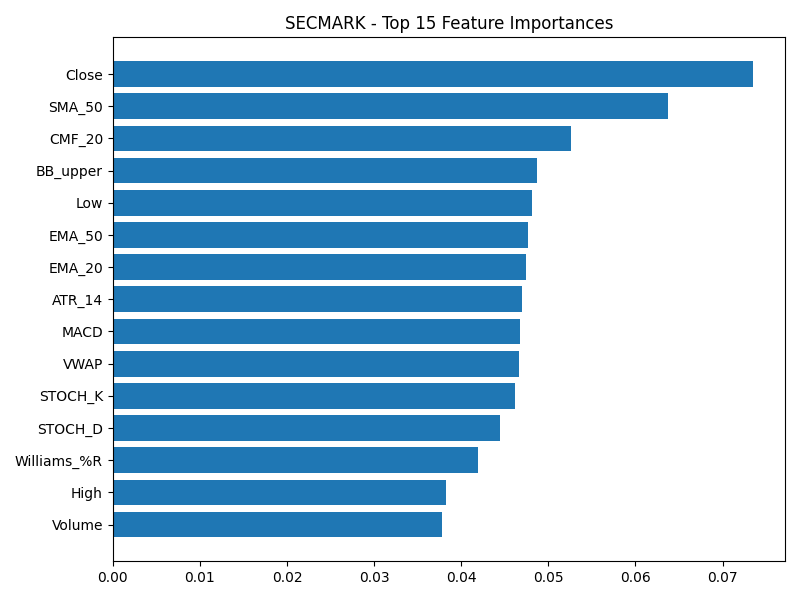 SECMARK - Top 15 Feature Importances
Close
SMA_50
CMF_20
BB_upper
Low
EMA_50
EMA_20
ATR_14
MACD
VWAP
STOCH_K
STOCH_D
Williams_%R
High
Volume
0.00 0.01 0.02 0.03 0.04 0.05 0.06 0.07